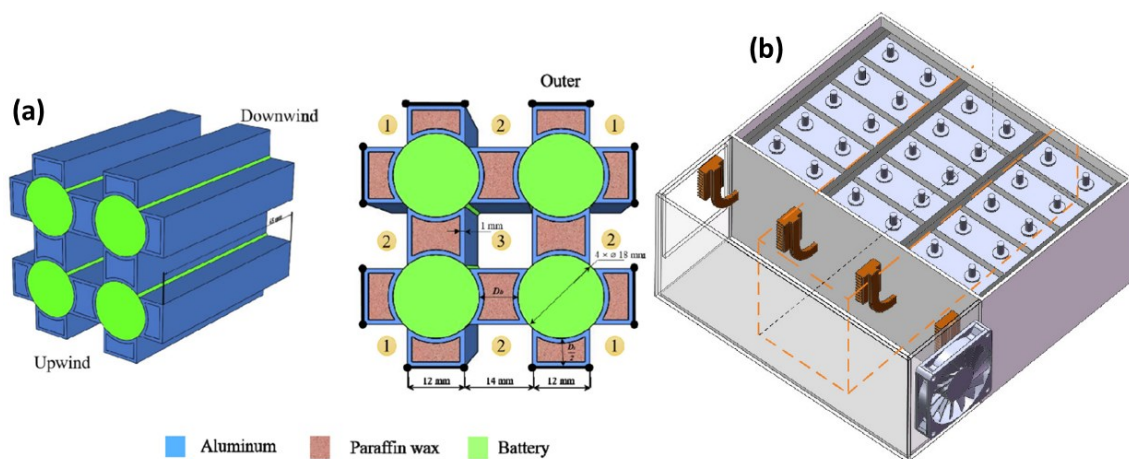 (a)
Downwind
Upwind
Outer
1
2
1
2
1 mm
3
2
4 × ⌀ 18 mm
1
2
1
12 mm
14 mm
12 mm
Aluminum
Paraffin wax
Battery
(b)